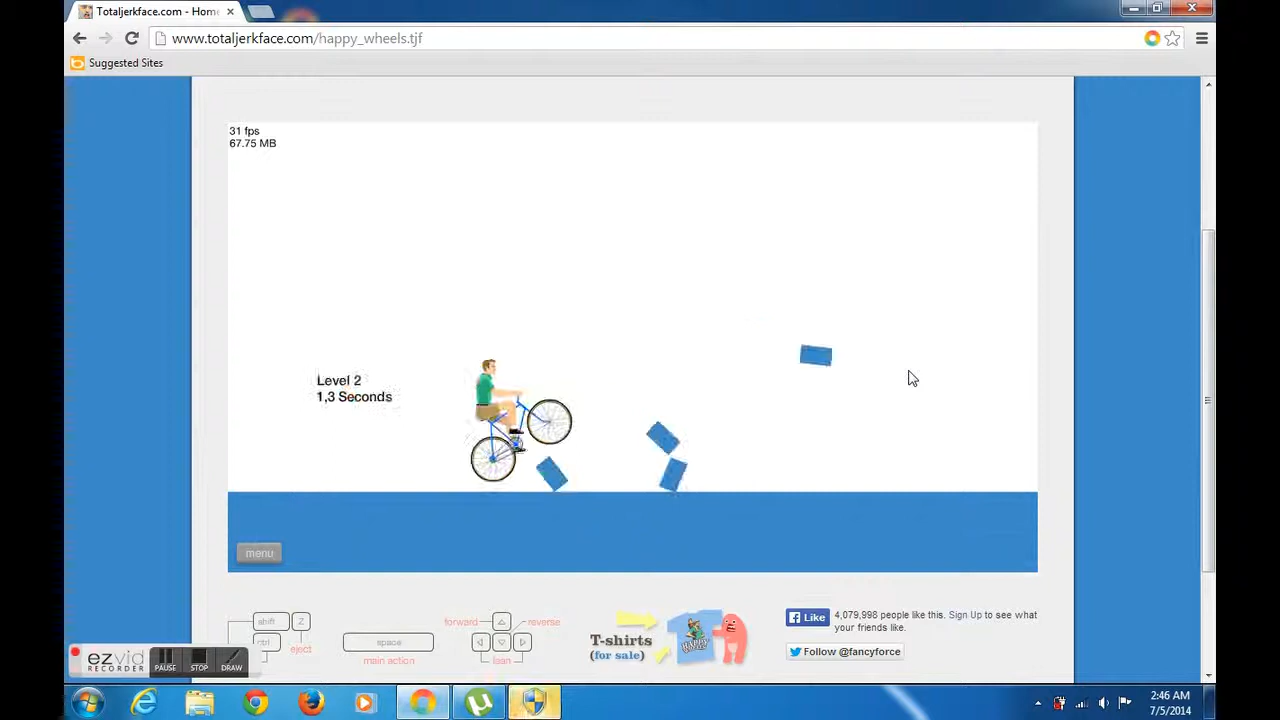 Totaljerkface.com - Home
www.totaljerkface.com/happy_wheels.tjf
Suggested Sites
31 fps
67.75 MB
Level 2
1,3 Seconds
menu
shift
Z
ctrl
eject
space
main action
forward
reverse
lean
T-shirts
(for sale)
Like
4,079,998 people like this. Sign Up to see what
your friends like.
Follow @fancyforce
ezvid
RECORDER
PAUSE
STOP
DRAW
2:46 AM
7/5/2014